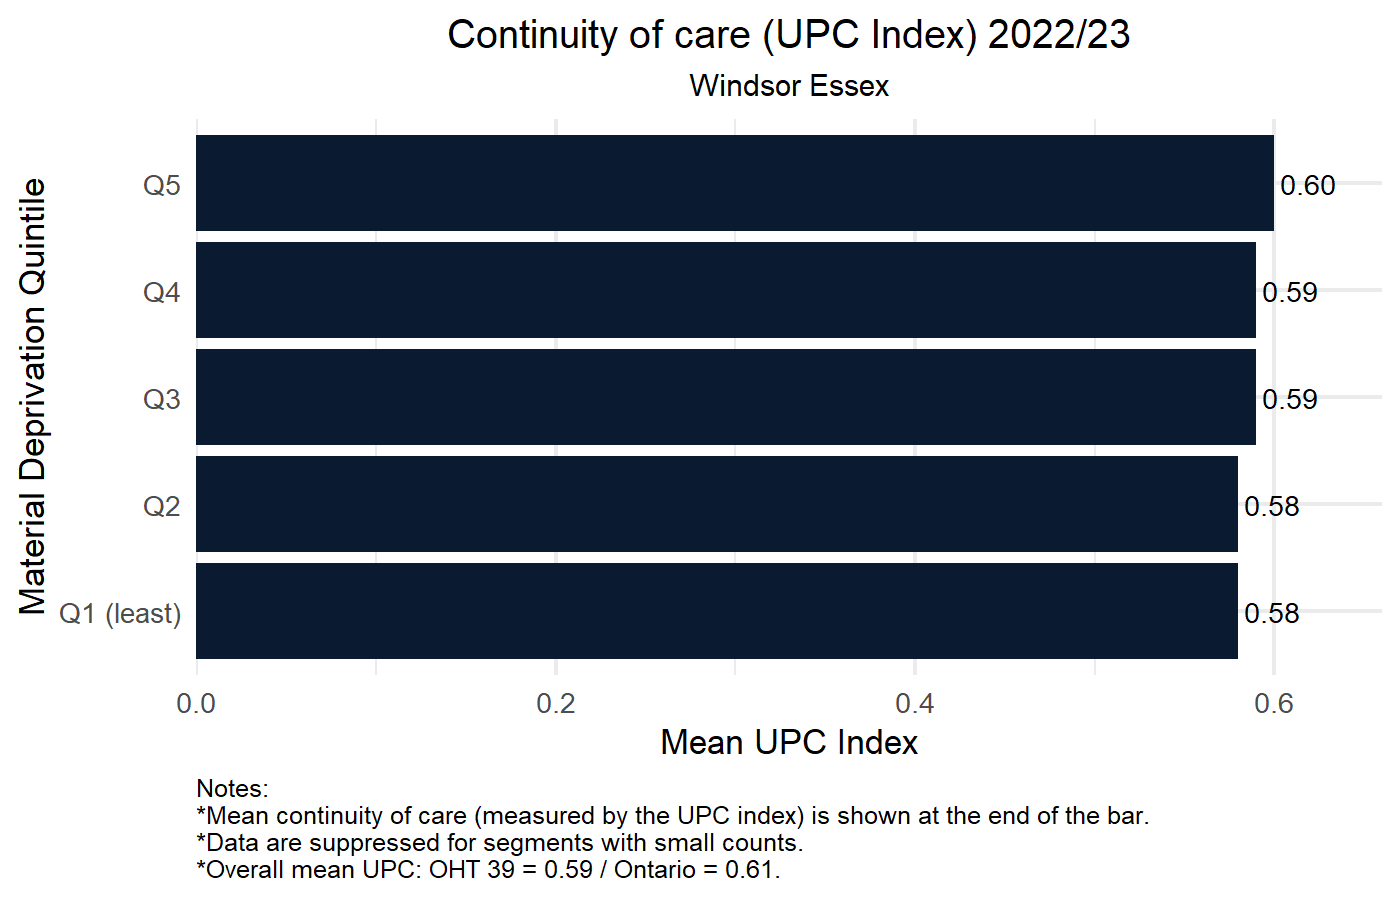 Continuity of care (UPC Index) 2022/23
Windsor Essex
Material Deprivation Quintile
Q5
0.60
Q4
0.59
Q3
0.59
Q2
0.58
Q1 (least)
0.58
0.0
0.2
0.4
0.6
Mean UPC Index
Notes:
*Mean continuity of care (measured by the UPC index) is shown at the end of the bar.
*Data are suppressed for segments with small counts.
*Overall mean UPC: OHT 39 = 0.59 / Ontario = 0.61.